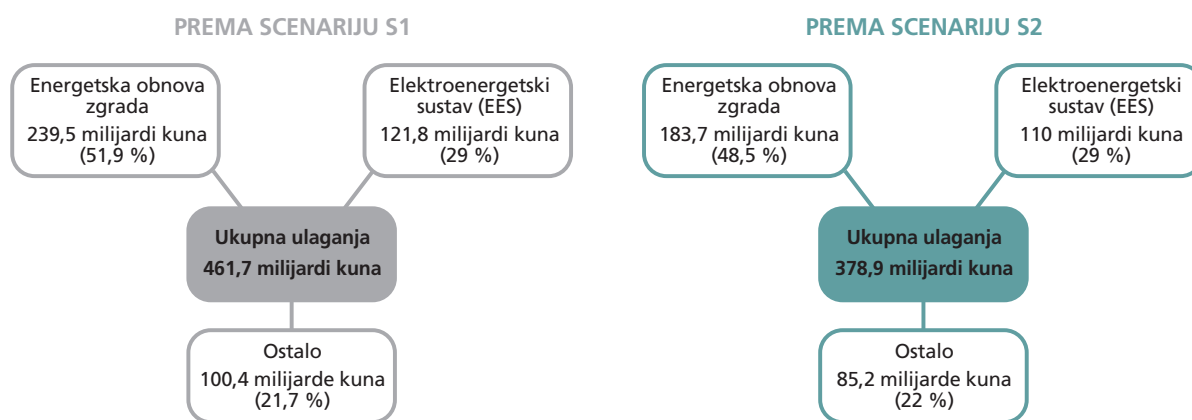 PREMA SCENARIJU S1
Energetska obnova
zgrada
239,5 milijardi kuna
(51,9 %)
Elektroenergetski
sustav (EES)
121,8 milijardi kuna
(29 %)
Ukupna ulaganja
461,7 milijardi kuna
Ostalo
100,4 milijarde kuna
(21,7 %)
PREMA SCENARIJU S2
Energetska obnova
zgrada
183,7 milijardi kuna
(48,5 %)
Elektroenergetski
sustav (EES)
110 milijardi kuna
(29 %)
Ukupna ulaganja
378,9 milijardi kuna
Ostalo
85,2 milijarde kuna
(22 %)